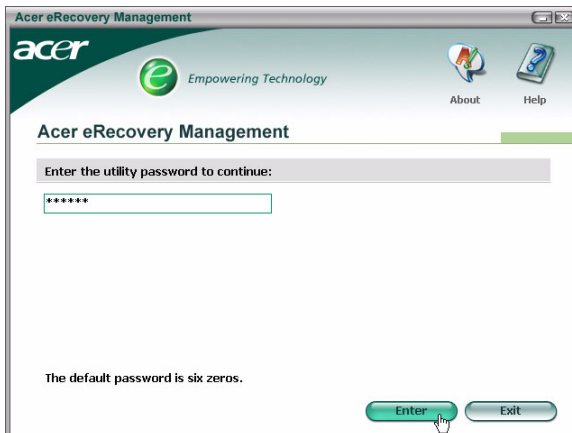 Acer eRecovery Management
acer
e Empowering Technology
About Help
Acer eRecovery Management
Enter the utility password to continue:
******
The default password is six zeros.
Enter Exit